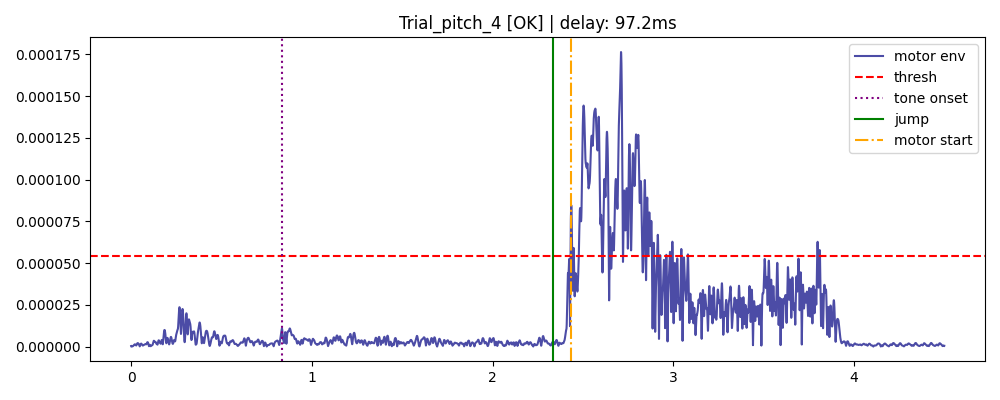 Trial_pitch_4 [OK] | delay: 97.2ms
0.000175
0.000150
0.000125
0.000100
0.000075
0.000050
0.000025
0.000000
motor env
thresh
tone onset
jump
motor start
0 1 2 3 4